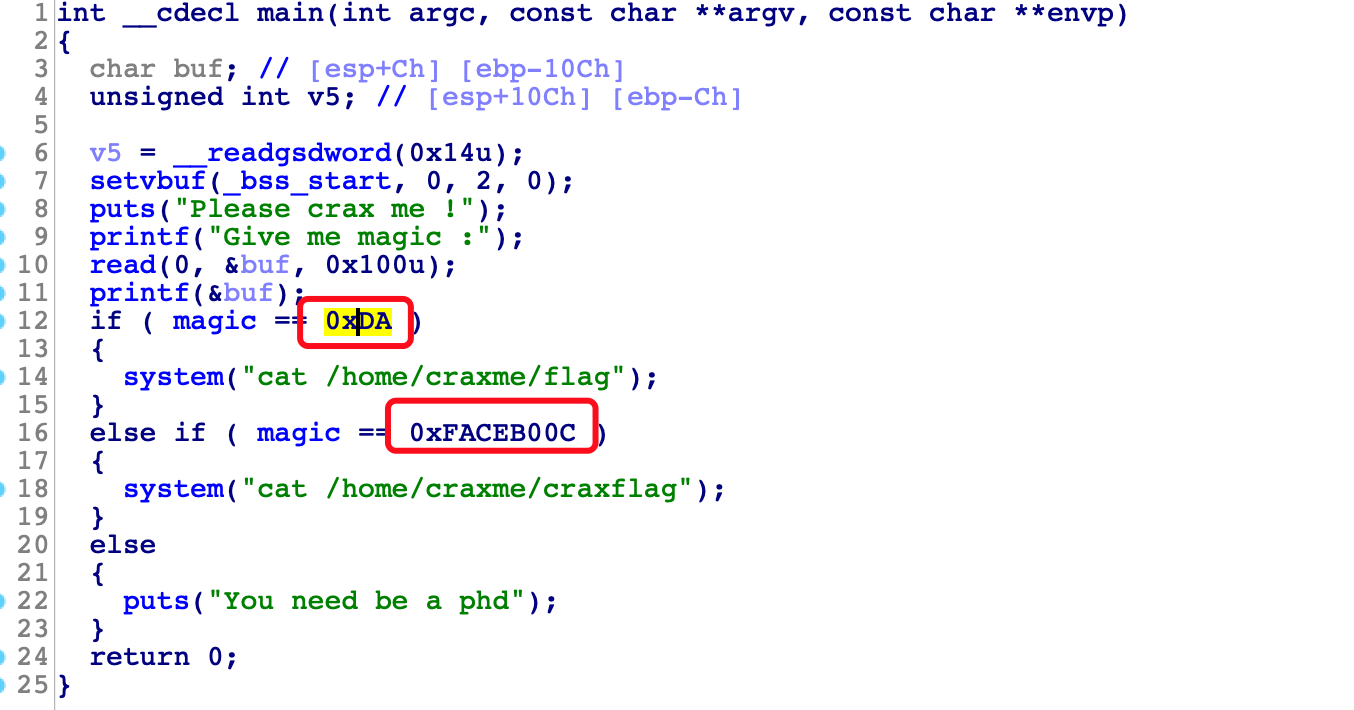 1 int __cdecl main(int argc, const char **argv, const char **envp)
2 {
3   char buf; // [esp+Ch] [ebp-10Ch]
4   unsigned int v5; // [esp+10Ch] [ebp-Ch]
5
6   v5 = __readgsdword(0x14u);
7   setvbuf(_bss_start, 0, 2, 0);
8   puts("Please crax me !");
9   printf("Give me magic :");
10   read(0, &buf, 0x100u);
11   printf(&buf);
12   if ( magic == 0xDA )
13   {
14     system("cat /home/craxme/flag");
15   }
16   else if ( magic == 0xFACEB00C )
17   {
18     system("cat /home/craxme/craxflag");
19   }
20   else
21   {
22     puts("You need be a phd");
23   }
24   return 0;
25 }